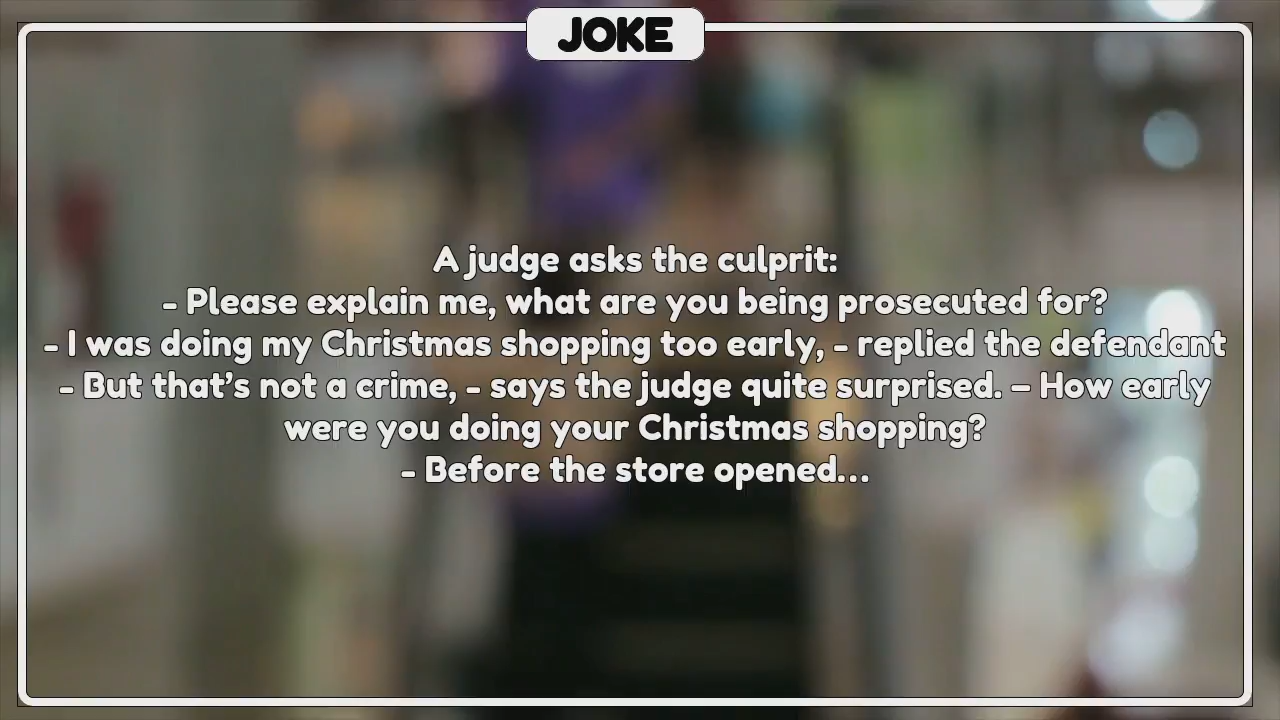 JOKE
A judge asks the culprit:
- Please explain me, what are you being prosecuted for?
- I was doing my Christmas shopping too early, - replied the defendant
- But that’s not a crime, - says the judge quite surprised. – How early
were you doing your Christmas shopping?
- Before the store opened...